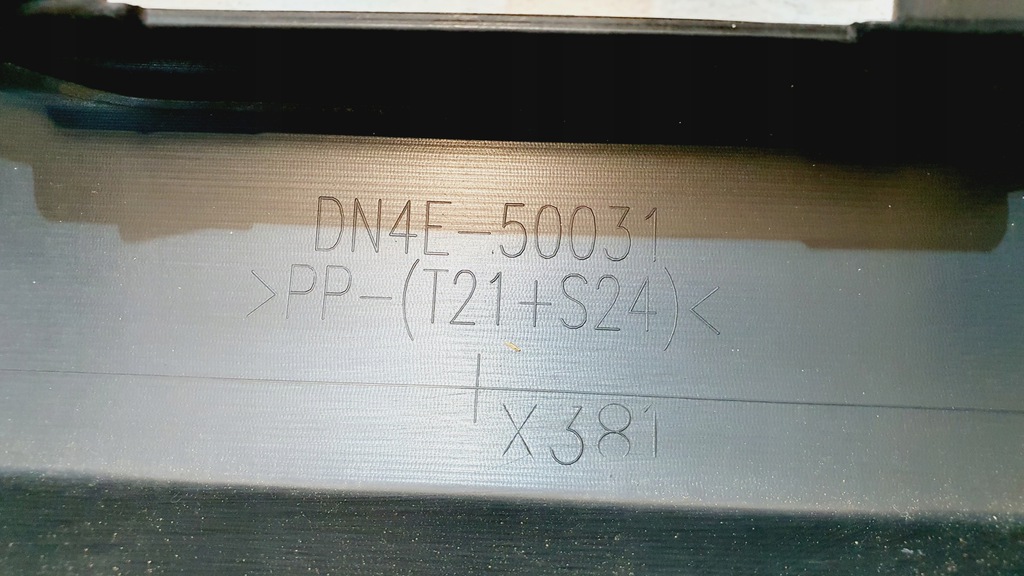 DN4E-50031
>PP-(T21+S24)<
X381